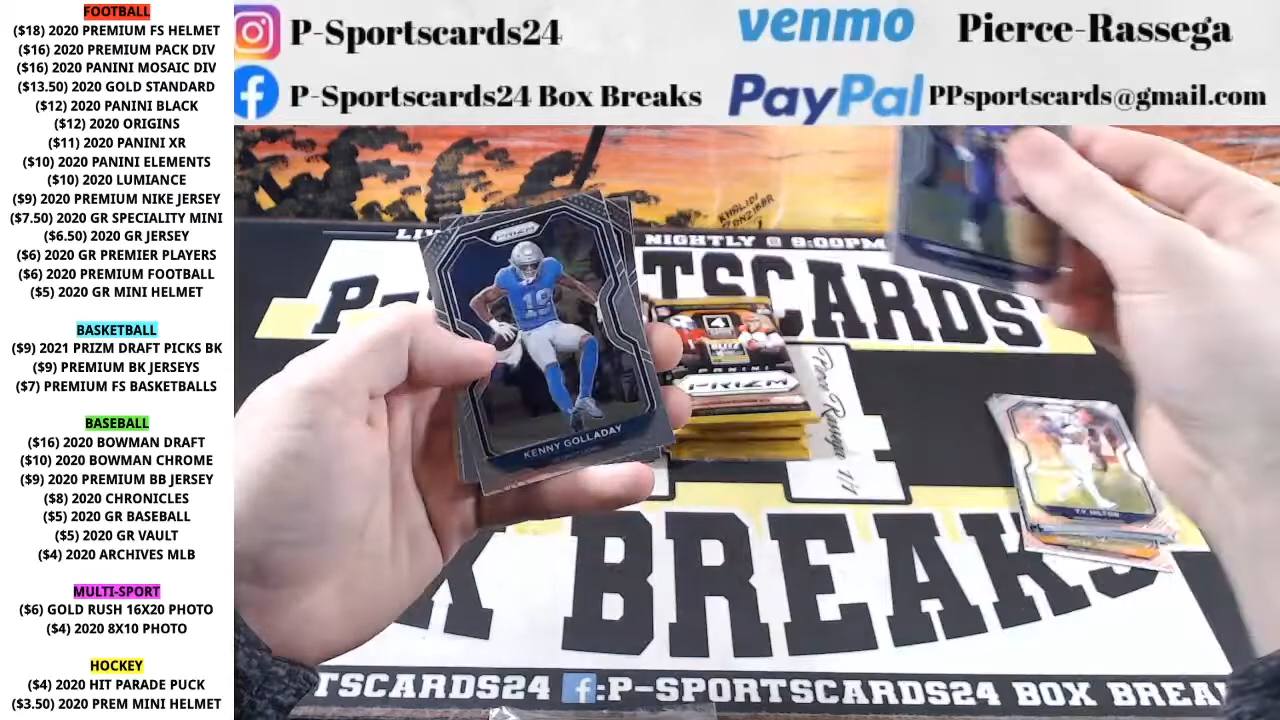 FOOTBALL
($18) 2020 PREMIUM FS HELMET
($16) 2020 PREMIUM PACK DIV
($16) 2020 PANINI MOSAIC DIV
($13.50) 2020 GOLD STANDARD
($12) 2020 PANINI BLACK
($12) 2020 ORIGINS
($11) 2020 PANINI XR
($10) 2020 PANINI ELEMENTS
($10) 2020 LUMIANCE
($9) 2020 PREMIUM NIKE JERSEY
($7.50) 2020 GR SPECIALITY MINI
($6.50) 2020 GR JERSEY
($6) 2020 GR PREMIER PLAYERS
($6) 2020 PREMIUM FOOTBALL
($5) 2020 GR MINI HELMET
BASKETBALL
($9) 2021 PRIZM DRAFT PICKS BK
($9) PREMIUM BK JERSEYS
($7) PREMIUM FS BASKETBALLS
BASEBALL
($16) 2020 BOWMAN DRAFT
($10) 2020 BOWMAN CHROME
($9) 2020 PREMIUM BB JERSEY
($8) 2020 CHRONICLES
($5) 2020 GR BASEBALL
($5) 2020 GR VAULT
($4) 2020 ARCHIVES MLB
MULTI-SPORT
($6) GOLD RUSH 16X20 PHOTO
($4) 2020 8X10 PHOTO
HOCKEY
($4) 2020 HIT PARADE PUCK
($3.50) 2020 PREM MINI HELMET
P-Sportscards24
venmo Pierce-Rassega
P-Sportscards24 Box Breaks
PayPal PPsportscards@gmail.com
KHALIDI
ZANZIBAR
NIGHTLY @ 9:00PM
TSCARDS
PRIZM
KENNY GOLLADAY
19
4
PANINI
PRIZM
T.Y. HILTON
BREAKS
TSCARDS24 f:P-SPORTSCARDS24 BOX BREA